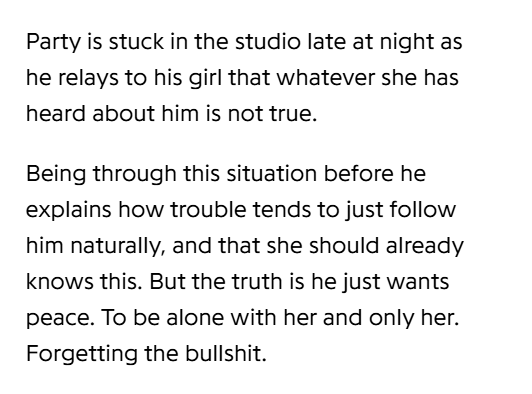 Party is stuck in the studio late at night as
he relays to his girl that whatever she has
heard about him is not true.
Being through this situation before he
explains how trouble tends to just follow
him naturally, and that she should already
knows this. But the truth is he just wants
peace. To be alone with her and only her.
Forgetting the bullshit.